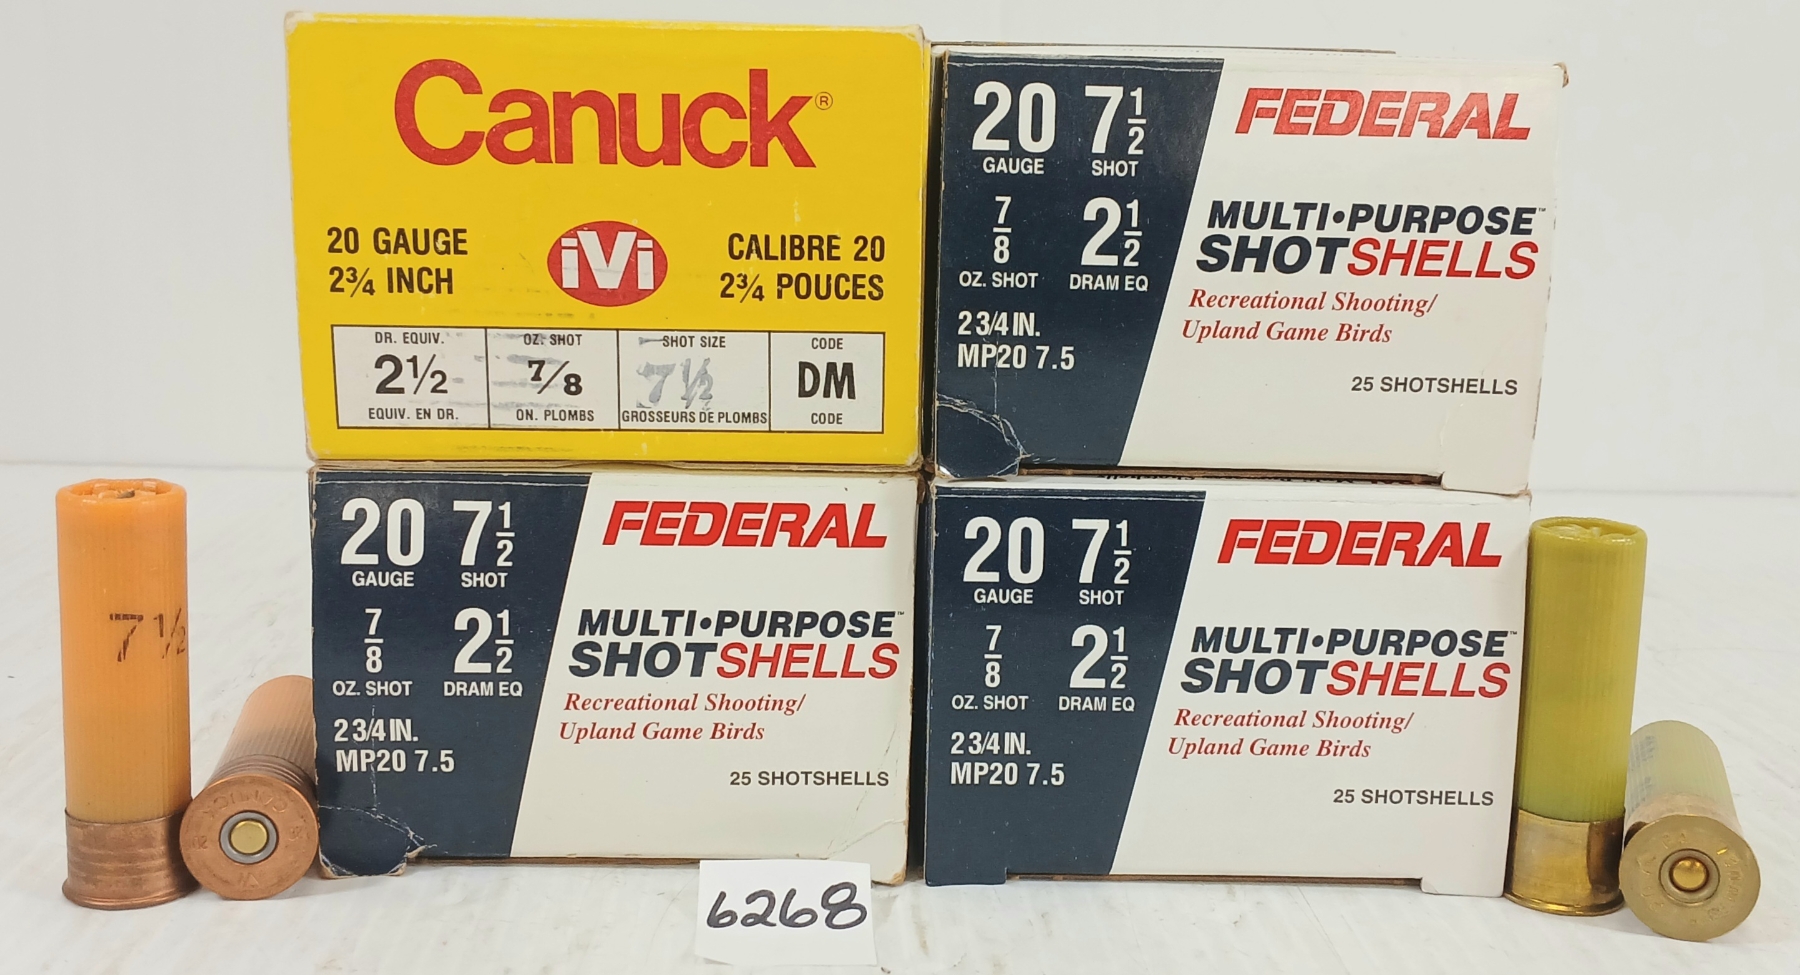 Canuck®
20 GAUGE
2¾ INCH
iVi
CALIBRE 20
2¾ POUCES
DR. EQUIV.
2½
EQUIV. EN DR.
OZ. SHOT
7/8
ON. PLOMBS
SHOT SIZE
7½
GROSSEURS DE PLOMBS
CODE
DM
CODE
20 GAUGE
7½ SHOT
7/8 OZ. SHOT
2½ DRAM EQ
2 3/4 IN.
MP20 7.5
FEDERAL
MULTI•PURPOSE™
SHOTSHELLS
Recreational Shooting/
Upland Game Birds
25 SHOTSHELLS
20 GAUGE
7½ SHOT
7/8 OZ. SHOT
2½ DRAM EQ
2 3/4 IN.
MP20 7.5
FEDERAL
MULTI•PURPOSE™
SHOTSHELLS
Recreational Shooting/
Upland Game Birds
25 SHOTSHELLS
20 GAUGE
7½ SHOT
7/8 OZ. SHOT
2½ DRAM EQ
2 3/4 IN.
MP20 7.5
FEDERAL
MULTI•PURPOSE™
SHOTSHELLS
Recreational Shooting/
Upland Game Birds
25 SHOTSHELLS
7½
6268